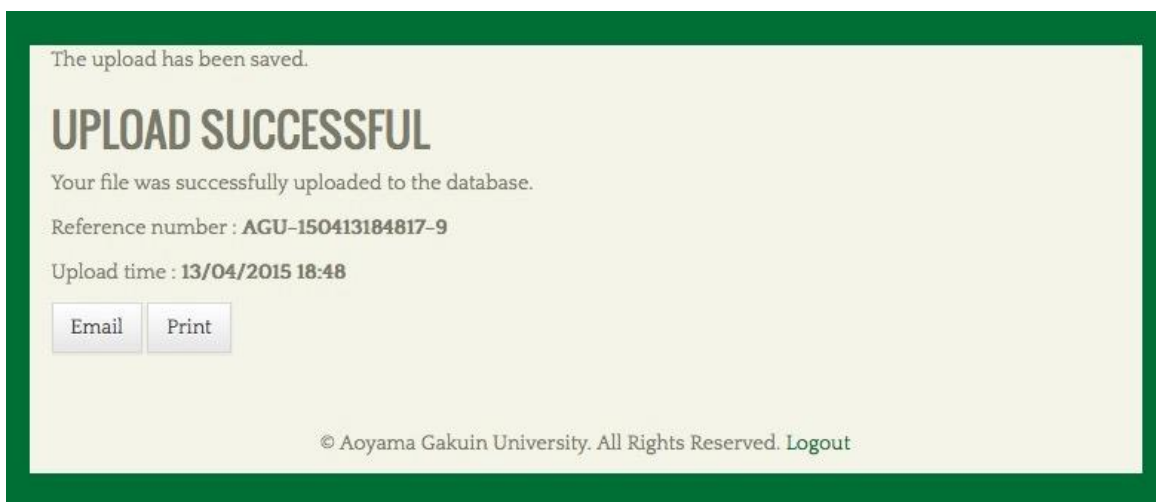 The upload has been saved.
UPLOAD SUCCESSFUL
Your file was successfully uploaded to the database.
Reference number : AGU-150413184817-9
Upload time : 13/04/2015 18:48
Email Print
© Aoyama Gakuin University. All Rights Reserved. Logout